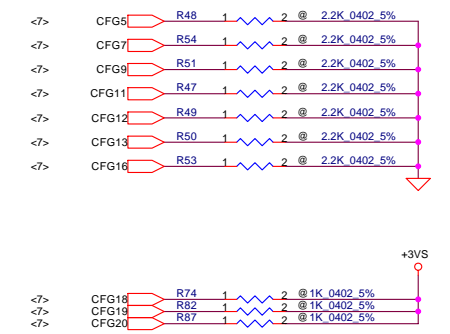 <7> CFG5 R48 1 2 @ 2.2K_0402_5%
<7> CFG7 R54 1 2 @ 2.2K_0402_5%
<7> CFG9 R51 1 2 @ 2.2K_0402_5%
<7> CFG11 R47 1 2 @ 2.2K_0402_5%
<7> CFG12 R49 1 2 @ 2.2K_0402_5%
<7> CFG13 R50 1 2 @ 2.2K_0402_5%
<7> CFG16 R53 1 2 @ 2.2K_0402_5%
+3VS
<7> CFG18 R74 1 2 @ 1K_0402_5%
<7> CFG19 R82 1 2 @ 1K_0402_5%
<7> CFG20 R87 1 2 @ 1K_0402_5%